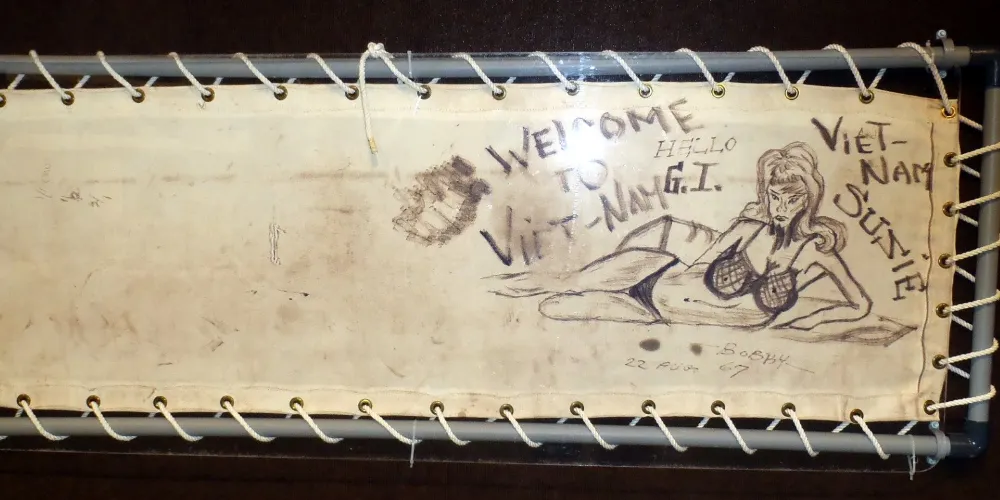 WELCOME
TO
VIET-NAM
HELLO
G.I.
VIET-
NAM
SUSIE
BOBBY
22 AUG 67